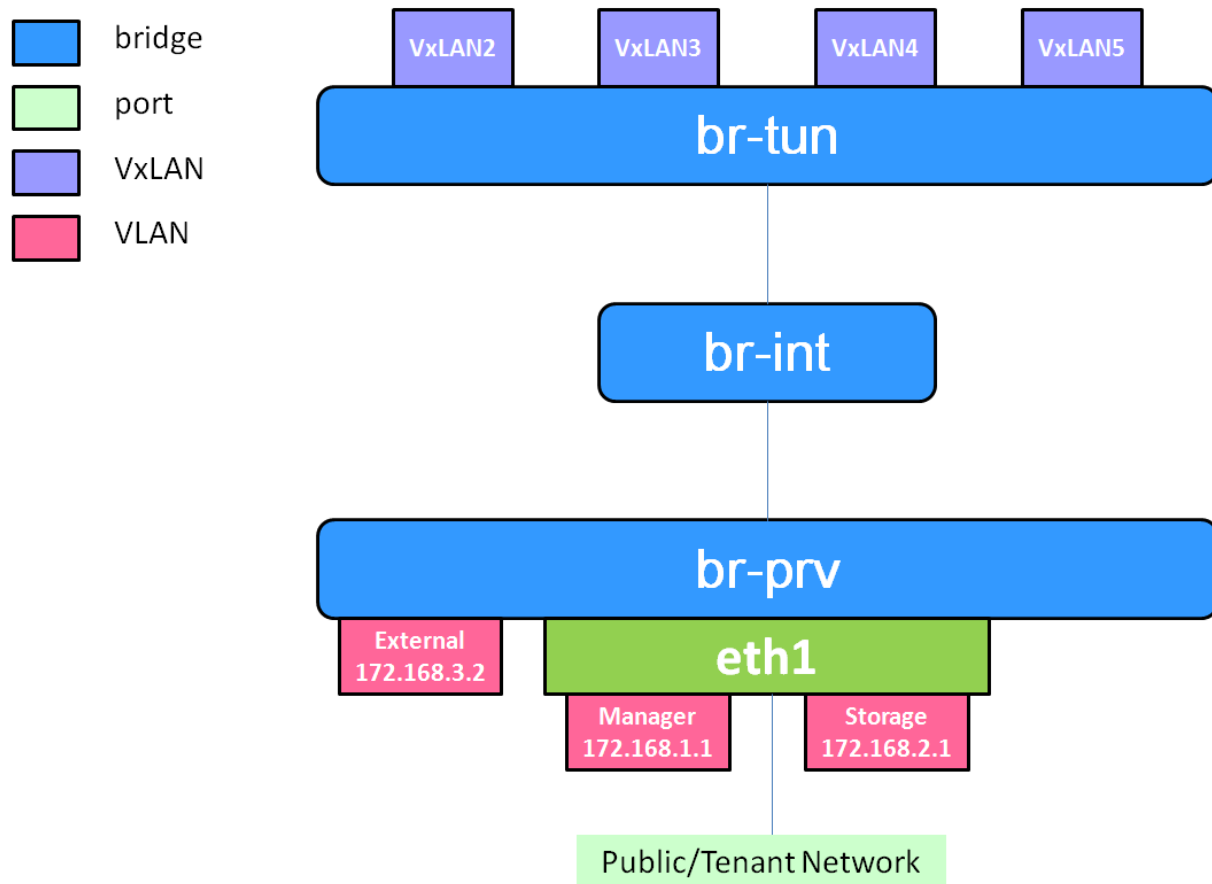 bridge
port
VxLAN
VLAN
VxLAN2
VxLAN3
VxLAN4
VxLAN5
br-tun
br-int
br-prv
External
172.168.3.2
eth1
Manager
172.168.1.1
Storage
172.168.2.1
Public/Tenant Network